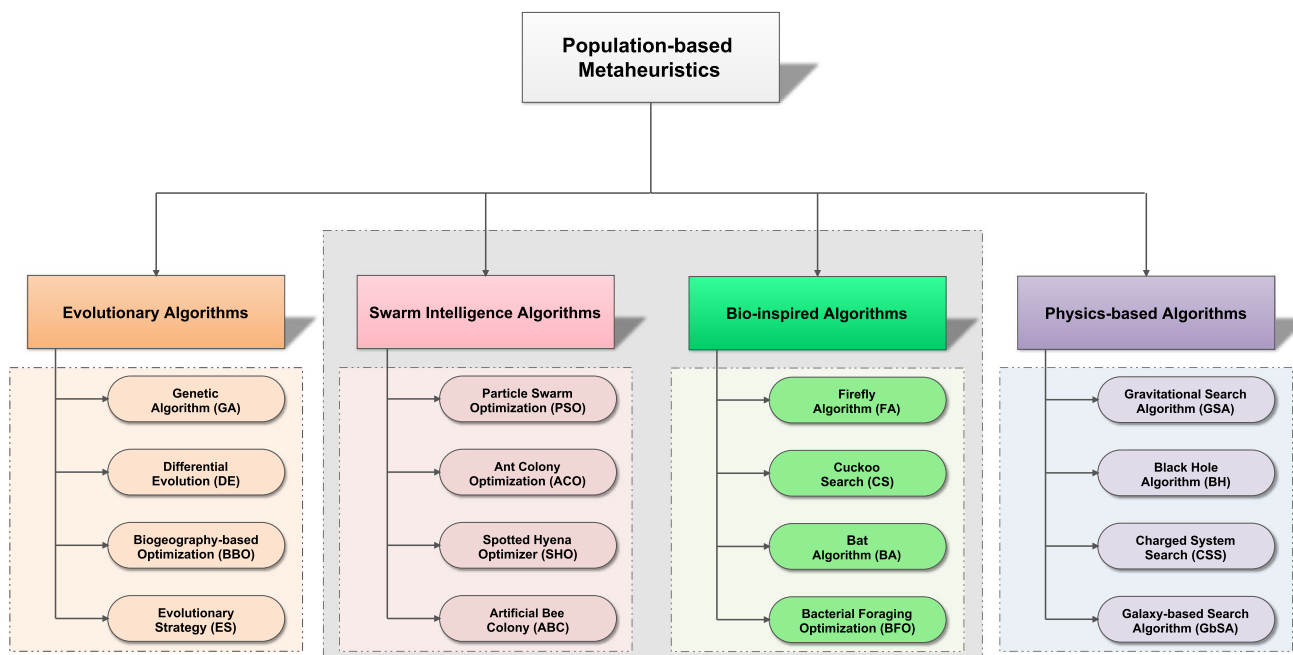 Population-based
Metaheuristics
Evolutionary Algorithms
Swarm Intelligence Algorithms
Bio-inspired Algorithms
Physics-based Algorithms
Genetic
Algorithm (GA)
Differential
Evolution (DE)
Biogeography-based
Optimization (BBO)
Evolutionary
Strategy (ES)
Particle Swarm
Optimization (PSO)
Ant Colony
Optimization (ACO)
Spotted Hyena
Optimizer (SHO)
Artificial Bee
Colony (ABC)
Firefly
Algorithm (FA)
Cuckoo
Search (CS)
Bat
Algorithm (BA)
Bacterial Foraging
Optimization (BFO)
Gravitational Search
Algorithm (GSA)
Black Hole
Algorithm (BH)
Charged System
Search (CSS)
Galaxy-based Search
Algorithm (GbSA)